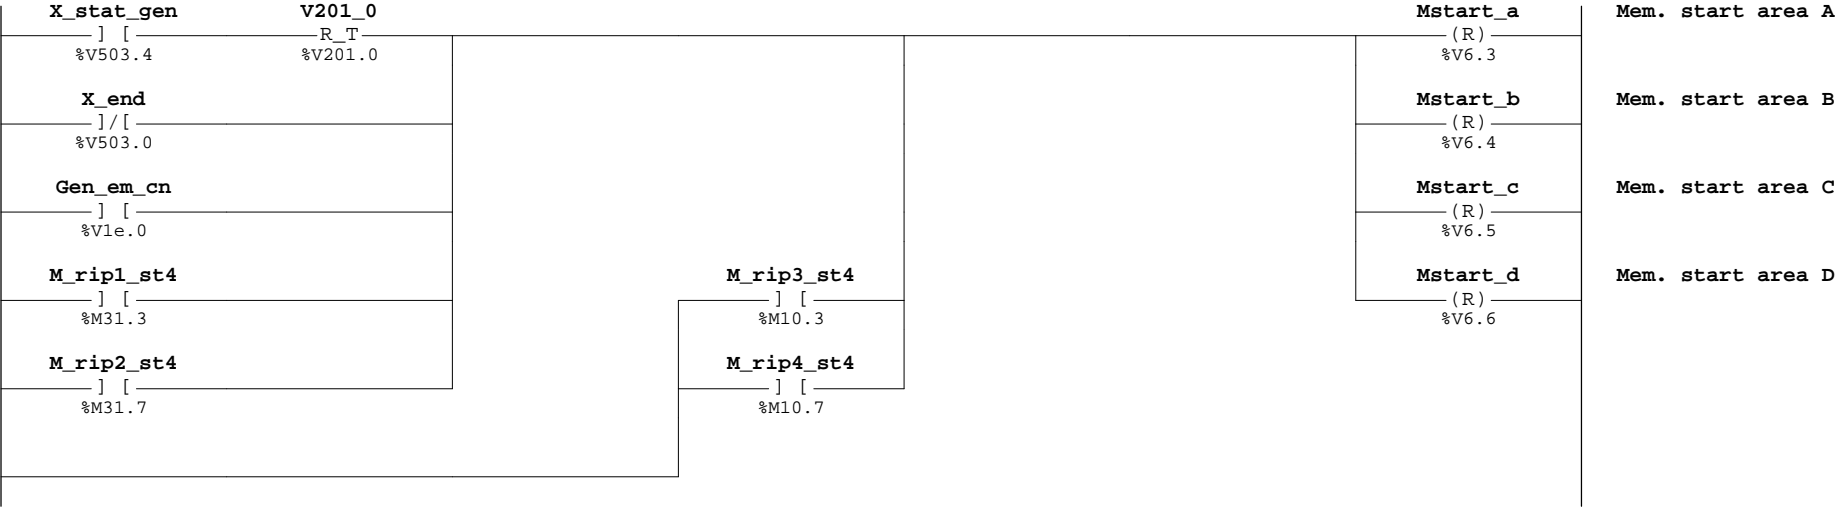 X_stat_gen V201_0 Mstart_a Mem. start area A
] [ R_T (R)
%V503.4 %V201.0 %V6.3
X_end Mstart_b Mem. start area B
]/[ (R)
%V503.0 %V6.4
Gen_em_cn Mstart_c Mem. start area C
] [ (R)
%V1e.0 %V6.5
M_rip1_st4 M_rip3_st4 Mstart_d Mem. start area D
] [ ] [ (R)
%M31.3 %M10.3 %V6.6
M_rip2_st4 M_rip4_st4
] [ ] [
%M31.7 %M10.7